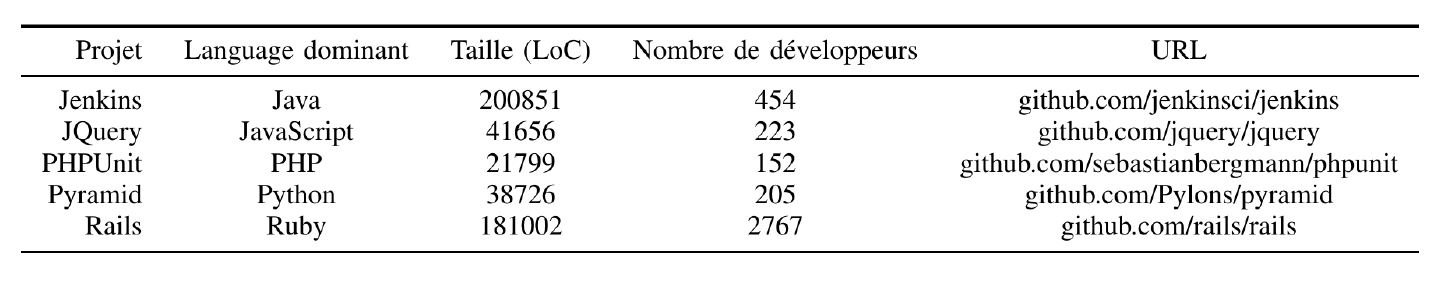 Projet Language dominant Taille (LoC) Nombre de développeurs URL
Jenkins Java 200851 454 github.com/jenkinsci/jenkins
JQuery JavaScript 41656 223 github.com/jquery/jquery
PHPUnit PHP 21799 152 github.com/sebastianbergmann/phpunit
Pyramid Python 38726 205 github.com/Pylons/pyramid
Rails Ruby 181002 2767 github.com/rails/rails